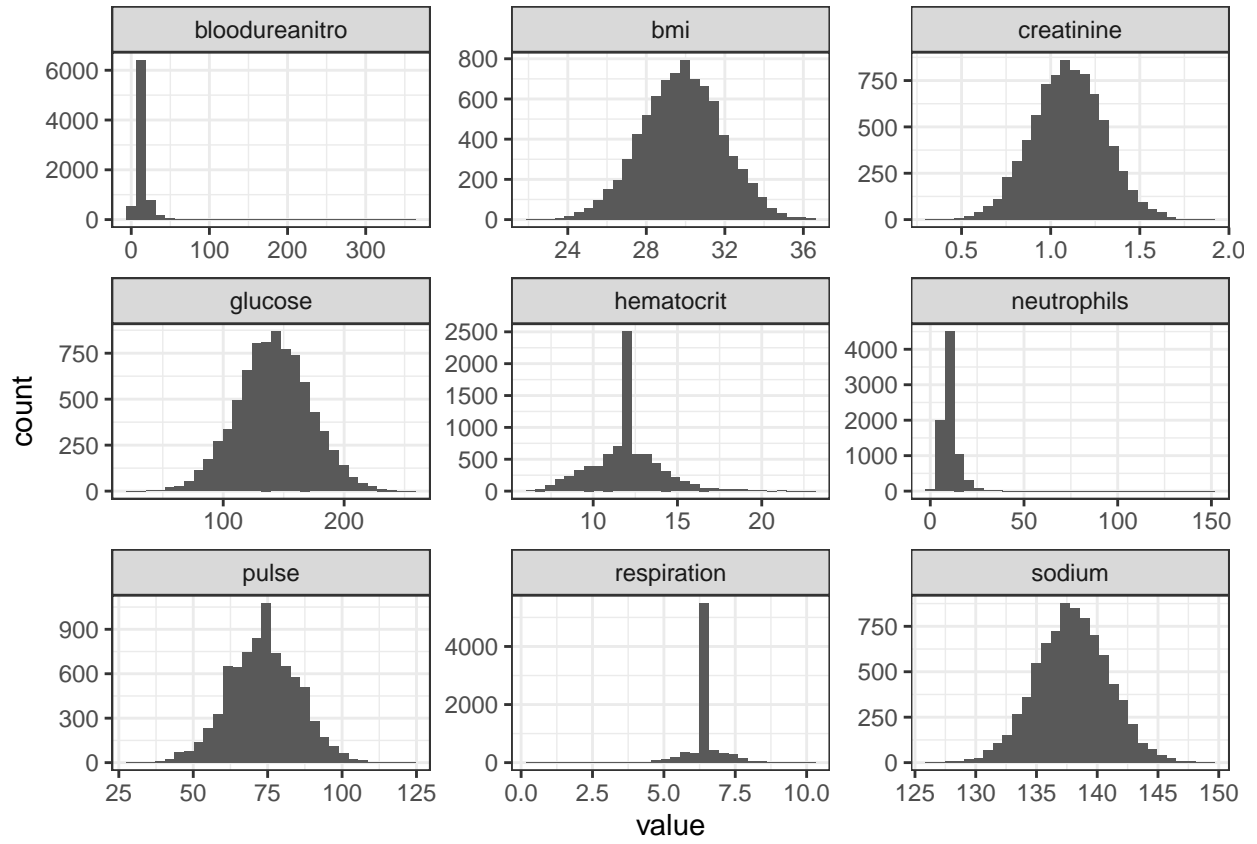 bloodureanitro bmi creatinine
6000 800 750
4000 600 500
2000 400 250
0 200 0
0
0 100 200 300 24 28 32 36 0.5 1.0 1.5 2.0
glucose hematocrit neutrophils
750 2500 4000
500 2000 3000
250 1500 2000
0 1000 1000
500 0
0
100 200 10 15 20 0 50 100 150
count
pulse respiration sodium
900 4000 750
600 2000 500
300 0 250
0 0
25 50 75 100 125 0.0 2.5 5.0 7.5 10.0 125 130 135 140 145 150
value